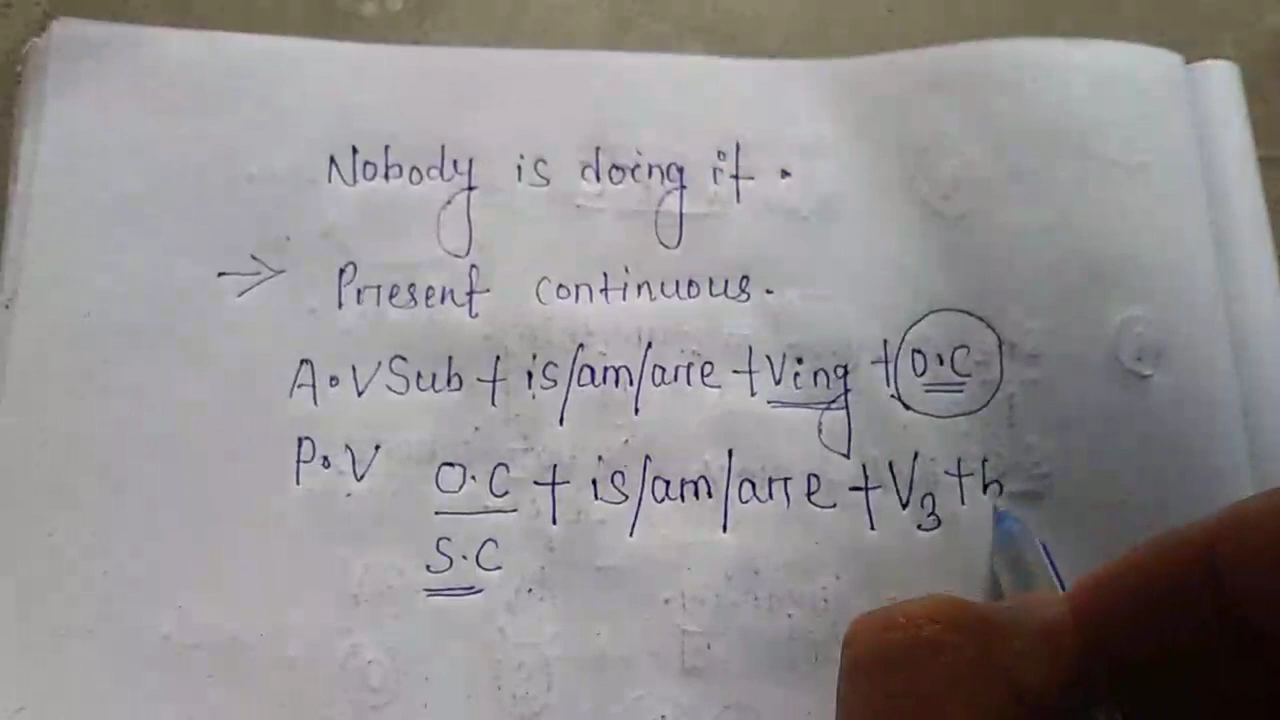 Nobody is doing it.
→ Present continuous.
A.V Sub + is/am/are + Ving + O.C
P.V O.C + is/am/are + V3 + b
S.C